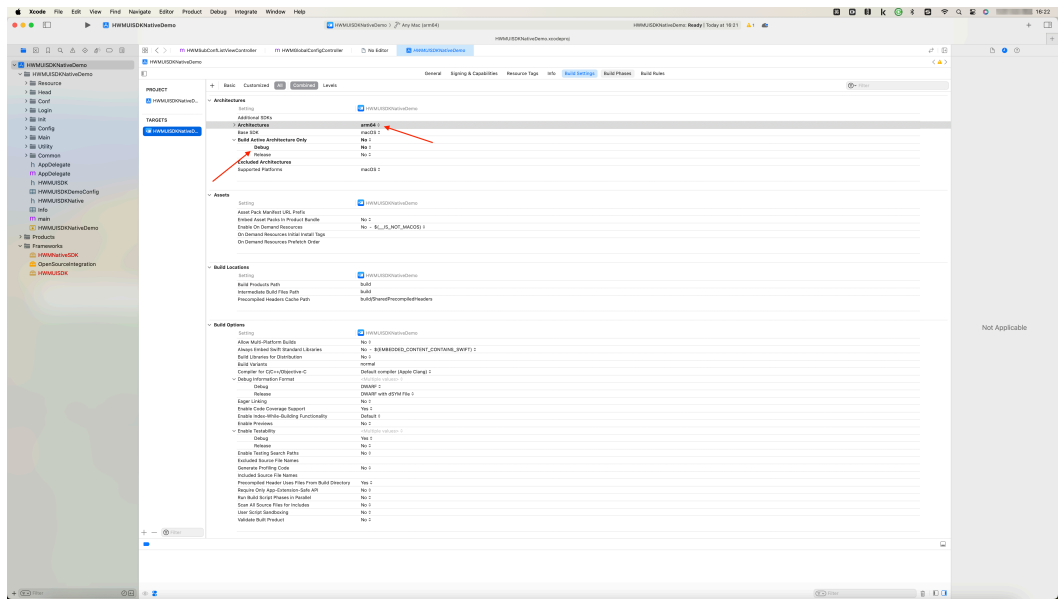 Xcode File Edit View Find Navigate Editor Product Debug Integrate Window Help
16:22
HWMUISDKNativeDemo
HWMUISDKNativeDemo > Any Mac (arm64)
HWMUISDKNativeDemo: Ready | Today at 16:01
1
HWMUISDKNativeDemo.xcodeproj
HWMSubConfListViewController
HWMGlobalConfigController
No Editor
HWMUISDKNativeDemo
HWMUISDKNativeDemo
HWMUISDKNativeDemo
HWMUISDKNativeDemo
Resource
Head
Conf
Login
Init
Config
Main
Utility
Common
AppDelegate
AppDelegate
HWMUISDK
HWMUISDKDemoConfig
HWMUISDKNative
Info
main
HWMUISDKNativeDemo
Products
Frameworks
HWMNativeSDK
OpenSourceIntegration
HWMUISDK
General Signing & Capabilities Resource Tags Info Build Settings Build Phases Build Rules
PROJECT
HWMUISDKNativeD...
TARGETS
HWMUISDKNativeD...
+ Basic Customized All Combined Levels
Filter
Architectures
Setting HWMUISDKNativeDemo
Additional SDKs
Architectures arm64
Base SDK macOS
Build Active Architecture Only No
Debug No
Release No
Excluded Architectures
Supported Platforms macOS
Assets
Setting HWMUISDKNativeDemo
Asset Pack Manifest URL Prefix
Embed Asset Packs In Product Bundle No
Enable On Demand Resources No - $(__IS_NOT_MACOS)
On Demand Resources Initial Install Tags
On Demand Resources Prefetch Order
Build Locations
Setting HWMUISDKNativeDemo
Build Products Path build
Intermediate Build Files Path build
Precompiled Headers Cache Path build/SharedPrecompiledHeaders
Build Options
Setting HWMUISDKNativeDemo
Allow Multi-Platform Builds No
Always Embed Swift Standard Libraries No - $(EMBEDDED_CONTENT_CONTAINS_SWIFT)
Build Libraries for Distribution No
Build Variants normal
Compiler for C/C++/Objective-C Default compiler (Apple Clang)
Debug Information Format <Multiple values>
Debug DWARF
Release DWARF with dSYM File
Eager Linking No
Enable Code Coverage Support Yes
Enable Index-While-Building Functionality Default
Enable Previews No
Enable Testability <Multiple values>
Debug Yes
Release No
Enable Testing Search Paths No
Excluded Source File Names
Generate Profiling Code No
Included Source File Names
Precompiled Header Uses Files From Build Directory Yes
Require Only App-Extension-Safe API No
Run Build Script Phases in Parallel No
Scan All Source Files for Includes No
User Script Sandboxing No
Validate Built Product No
Not Applicable
+ − Filter
+ Filter
Filter